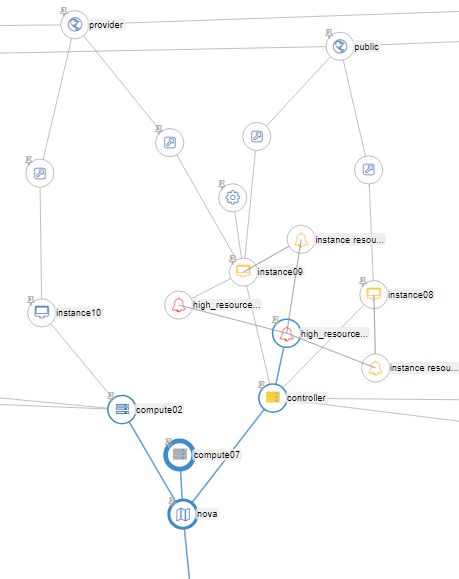 provider
public
instance resou...
instance09
instance08
high_resource...
instance10
high_resource...
instance resou...
controller
compute02
compute07
nova